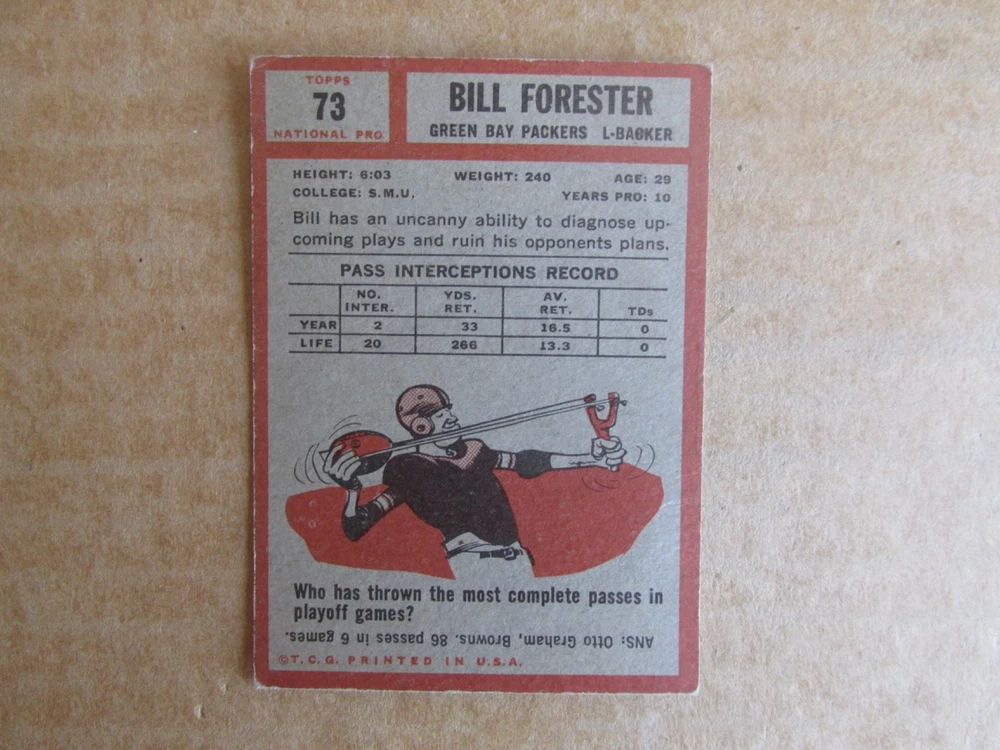 TOPPS
73
NATIONAL PRO
BILL FORESTER
GREEN BAY PACKERS L-BACKER
HEIGHT: 6:03 WEIGHT: 240 AGE: 29
COLLEGE: S.M.U. YEARS PRO: 10
Bill has an uncanny ability to diagnose up-
coming plays and ruin his opponents plans.
PASS INTERCEPTIONS RECORD
NO. INTER. YDS. RET. AV. RET. TDs
YEAR 2 33 16.5 0
LIFE 20 266 13.3 0
Who has thrown the most complete passes in
playoff games?
ANS: Otto Graham, Browns. 86 passes in 6 games.
©T.C.G. PRINTED IN U.S.A.